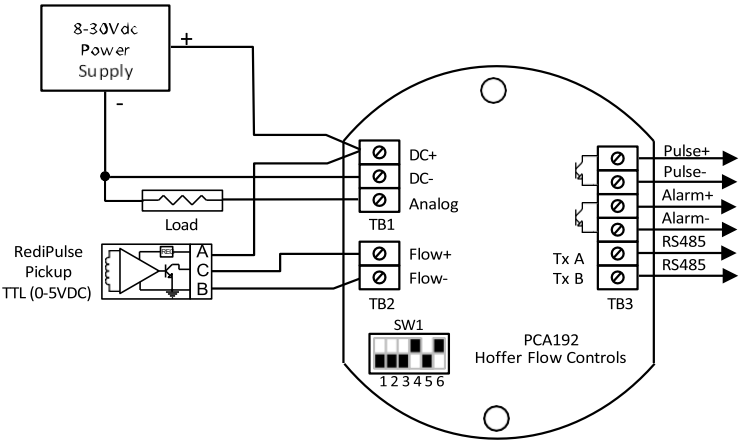 8-30Vdc
Power
Supply
+
-
DC+
DC-
Analog
TB1
Load
RediPulse
Pickup
TTL (0-5VDC)
REG
A
C
B
Flow+
Flow-
TB2
SW1
1 2 3 4 5 6
Pulse+
Pulse-
Alarm+
Alarm-
RS485
RS485
Tx A
Tx B
TB3
PCA192
Hoffer Flow Controls